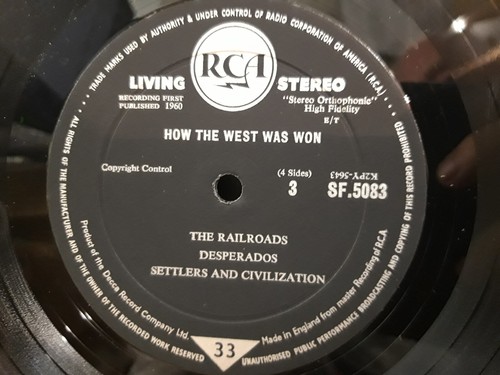 TRADE MARKS USED BY AUTHORITY & UNDER CONTROL OF RADIO CORPORATION OF AMERICA (R.C.A.)
RCA
LIVING STEREO
RECORDING FIRST
PUBLISHED 1960
"Stereo Orthophonic"
High Fidelity
E/T
HOW THE WEST WAS WON
Copyright Control
(4 Sides)
3
K2PY-5643
SF.5083
THE RAILROADS
DESPERADOS
SETTLERS AND CIVILIZATION
Product of the Decca Record Company Ltd.
Made in England from master Recording of R.C.A
33
ALL RIGHTS OF THE MANUFACTURER AND OF THE OWNER OF THE RECORDED WORK RESERVED
UNAUTHORISED PUBLIC PERFORMANCE BROADCASTING AND COPYING OF THIS RECORD PROHIBITED